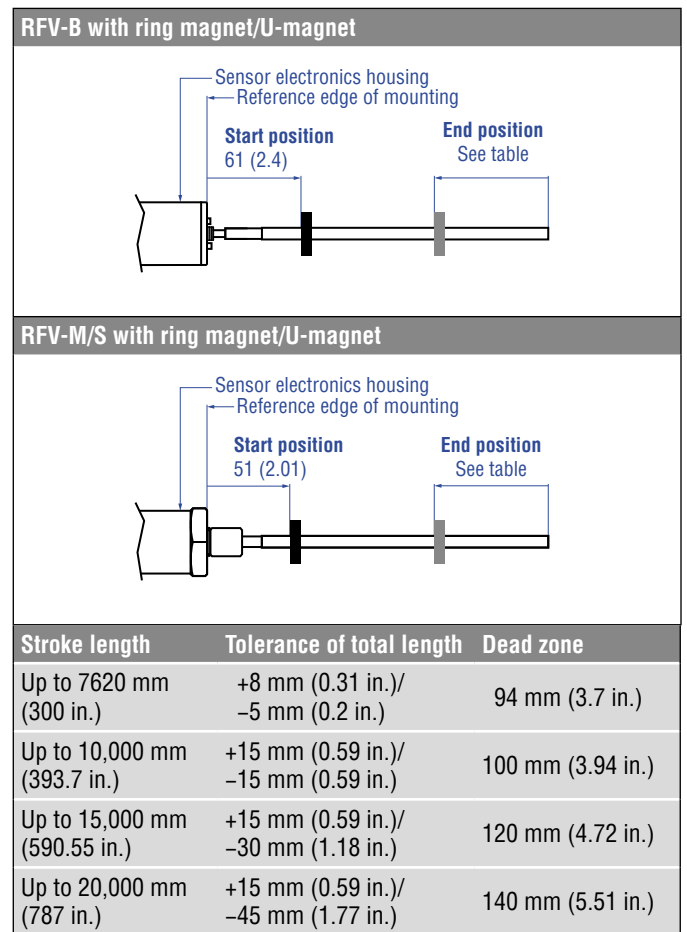 RFV-B with ring magnet/U-magnet
Sensor electronics housing
Reference edge of mounting
Start position
61 (2.4)
End position
See table
RFV-M/S with ring magnet/U-magnet
Sensor electronics housing
Reference edge of mounting
Start position
51 (2.01)
End position
See table
Stroke length Tolerance of total length Dead zone
Up to 7620 mm
(300 in.)
+8 mm (0.31 in.)/
−5 mm (0.2 in.)
94 mm (3.7 in.)
Up to 10,000 mm
(393.7 in.)
+15 mm (0.59 in.)/
−15 mm (0.59 in.)
100 mm (3.94 in.)
Up to 15,000 mm
(590.55 in.)
+15 mm (0.59 in.)/
−30 mm (1.18 in.)
120 mm (4.72 in.)
Up to 20,000 mm
(787 in.)
+15 mm (0.59 in.)/
−45 mm (1.77 in.)
140 mm (5.51 in.)